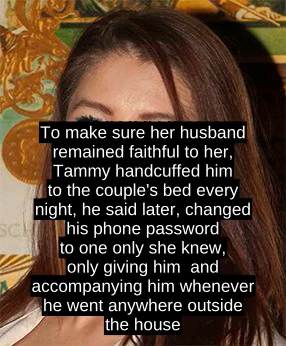 To make sure her husband
remained faithful to her,
Tammy handcuffed him
to the couple's bed every
night, he said later, changed
his phone password
to one only she knew,
only giving him and
accompanying him whenever
he went anywhere outside
the house